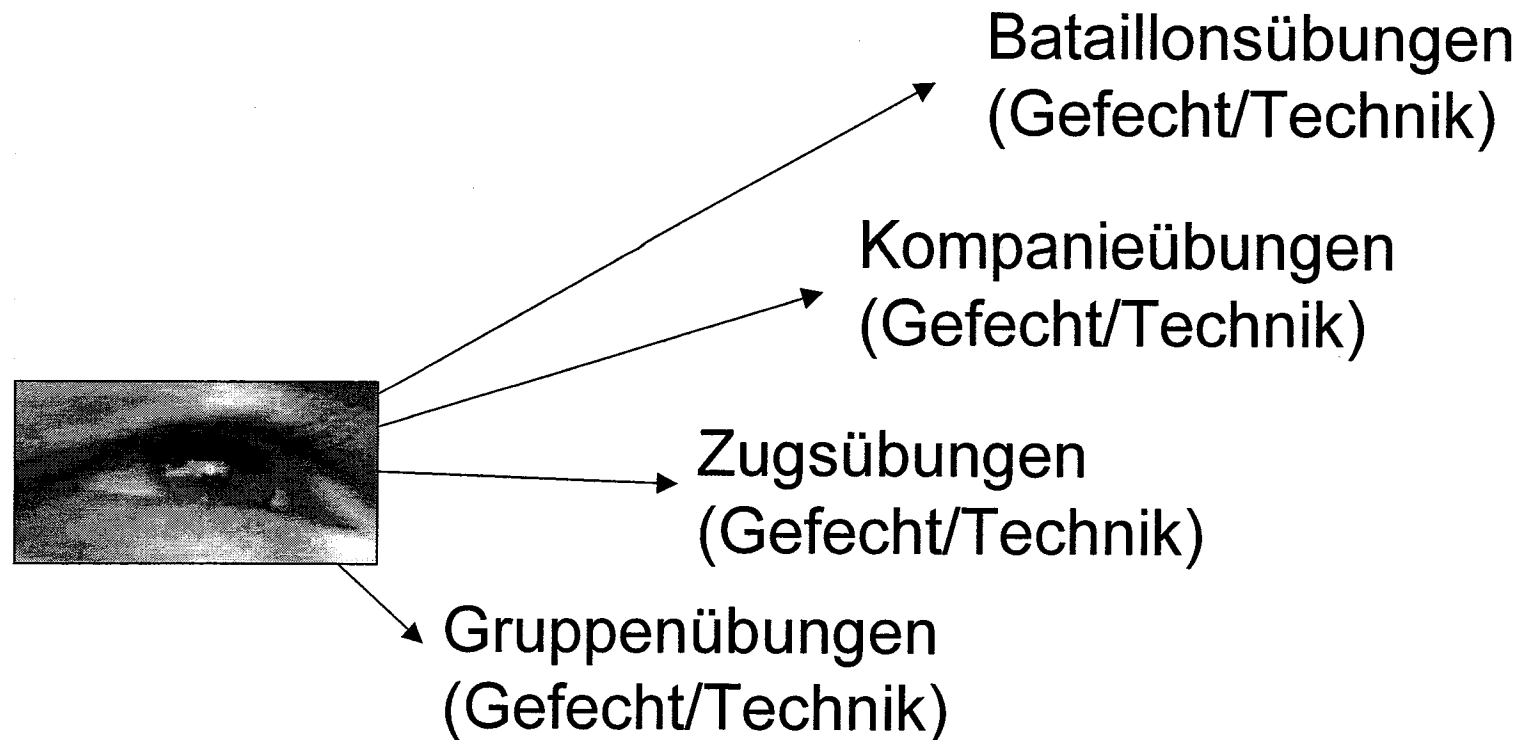 Bataillonsübungen
(Gefecht/Technik)
Kompanieübungen
(Gefecht/Technik)
Zugsübungen
(Gefecht/Technik)
Gruppenübungen
(Gefecht/Technik)